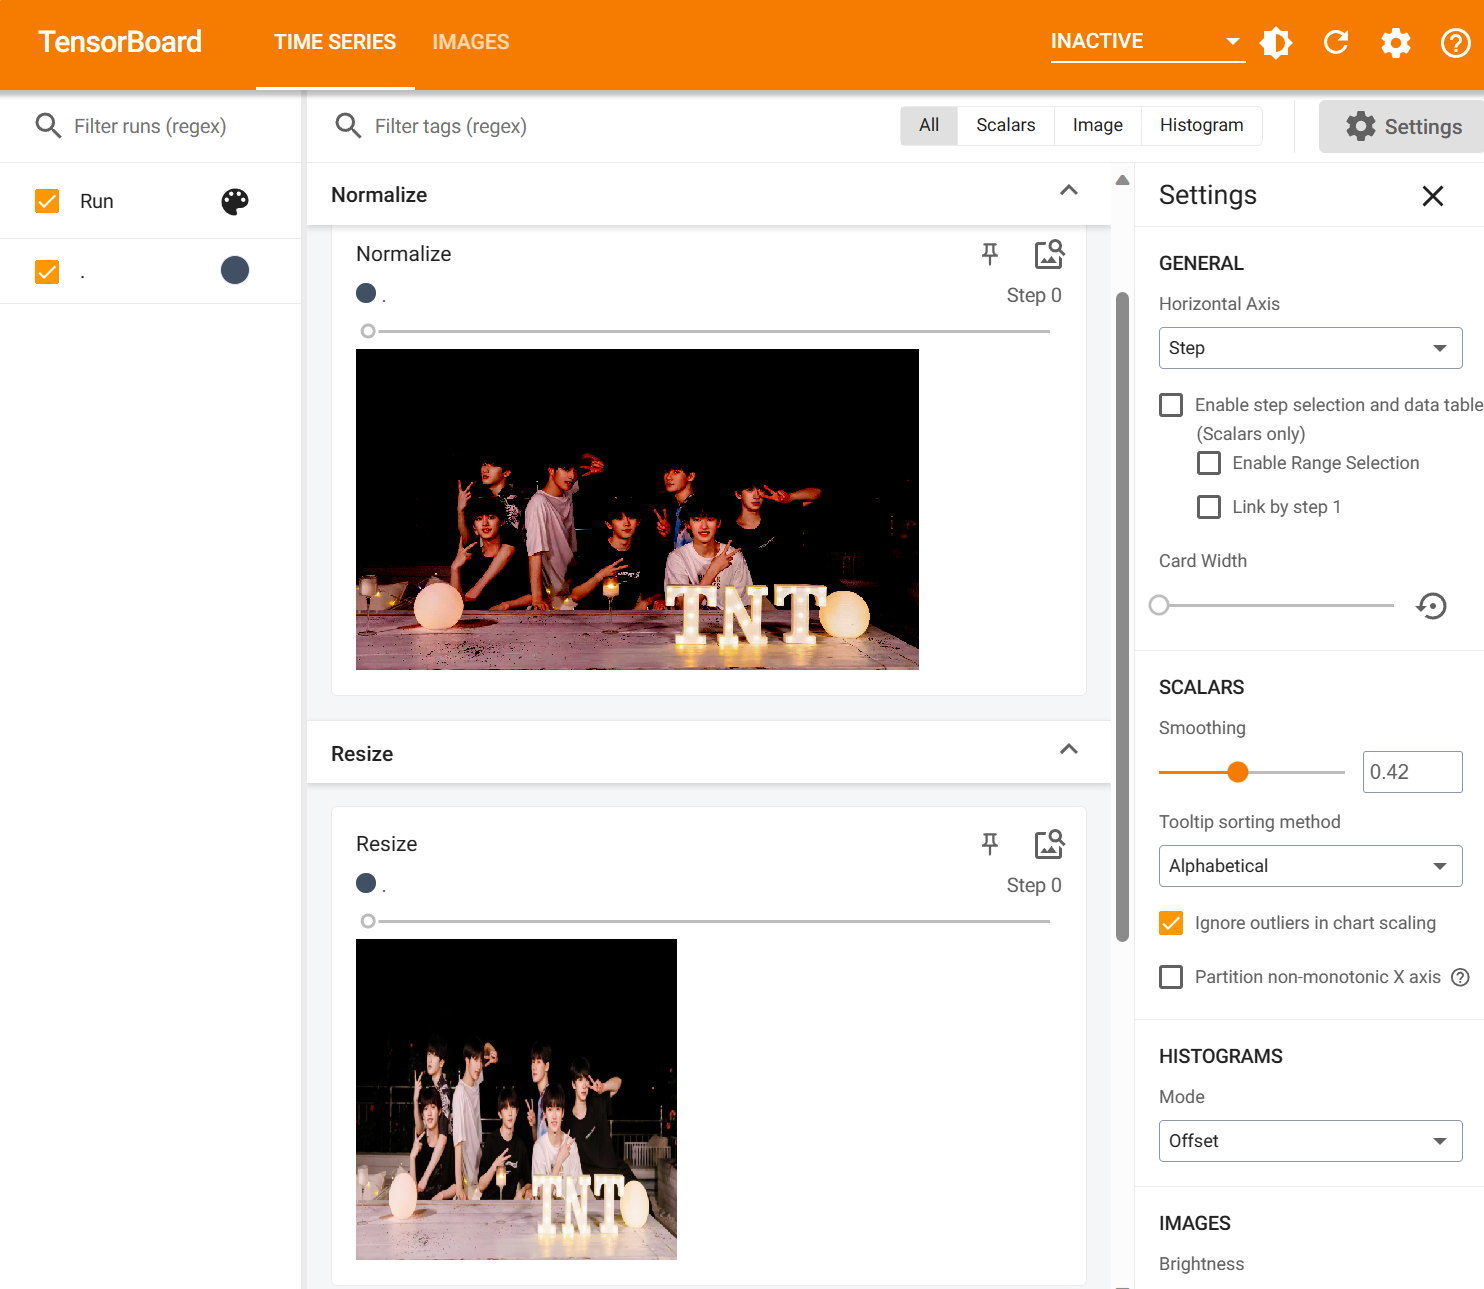 TensorBoard
TIME SERIES
IMAGES
INACTIVE
Filter runs (regex)
Filter tags (regex)
All
Scalars
Image
Histogram
Settings
Run
.
Normalize
Normalize
.
Step 0
TNT
Resize
Resize
.
Step 0
TNT
Settings
GENERAL
Horizontal Axis
Step
Enable step selection and data table
(Scalars only)
Enable Range Selection
Link by step 1
Card Width
SCALARS
Smoothing
0.42
Tooltip sorting method
Alphabetical
Ignore outliers in chart scaling
Partition non-monotonic X axis
HISTOGRAMS
Mode
Offset
IMAGES
Brightness